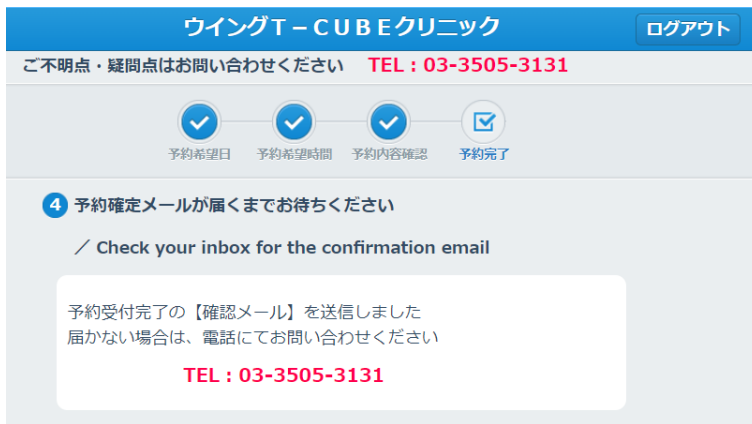 ウイングT－CUBEクリニック
ログアウト
ご不明点・疑問点はお問い合わせください TEL：03-3505-3131
予約希望日 予約希望時間 予約内容確認 予約完了
4 予約確定メールが届くまでお待ちください
／ Check your inbox for the confirmation email
予約受付完了の【確認メール】を送信しました
届かない場合は、電話にてお問い合わせください
TEL：03-3505-3131